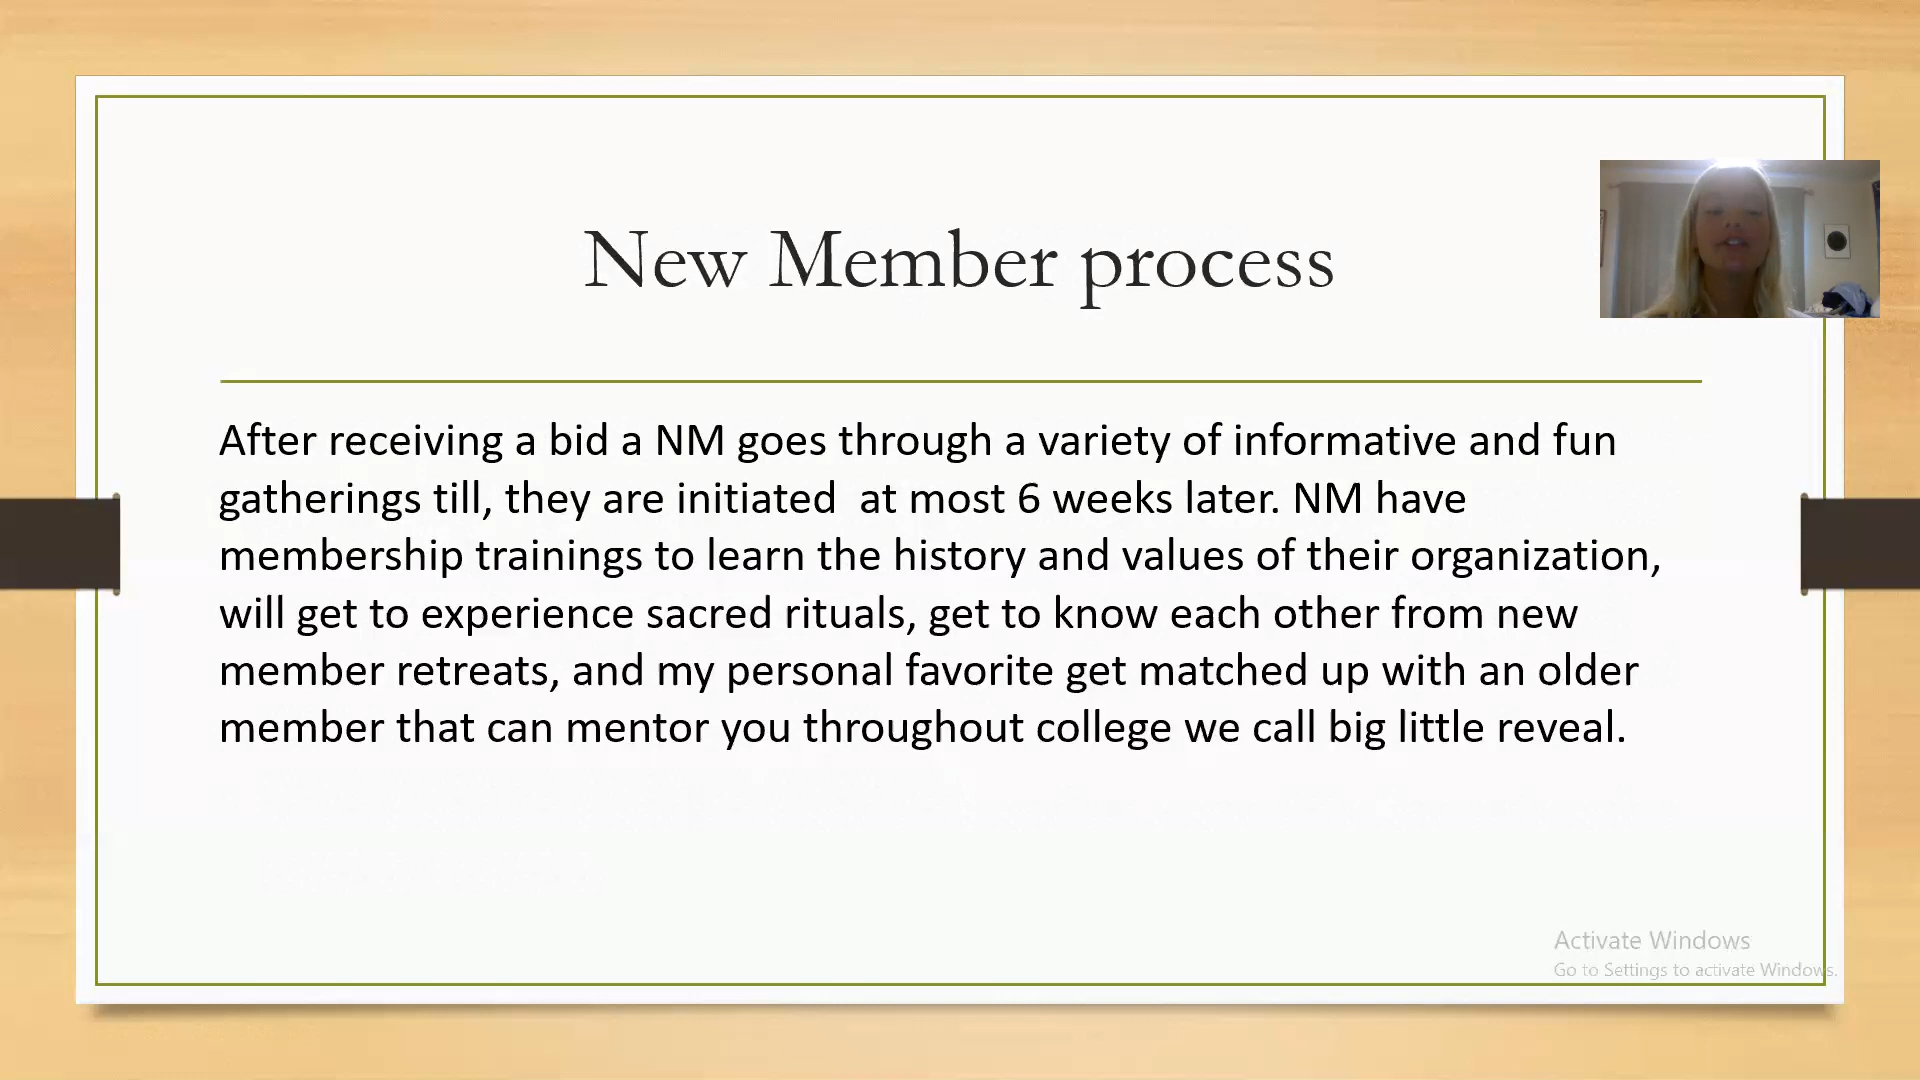 New Member process
After receiving a bid a NM goes through a variety of informative and fun
gatherings till, they are initiated  at most 6 weeks later. NM have
membership trainings to learn the history and values of their organization,
will get to experience sacred rituals, get to know each other from new
member retreats, and my personal favorite get matched up with an older
member that can mentor you throughout college we call big little reveal.
Activate Windows
Go to Settings to activate Windows.